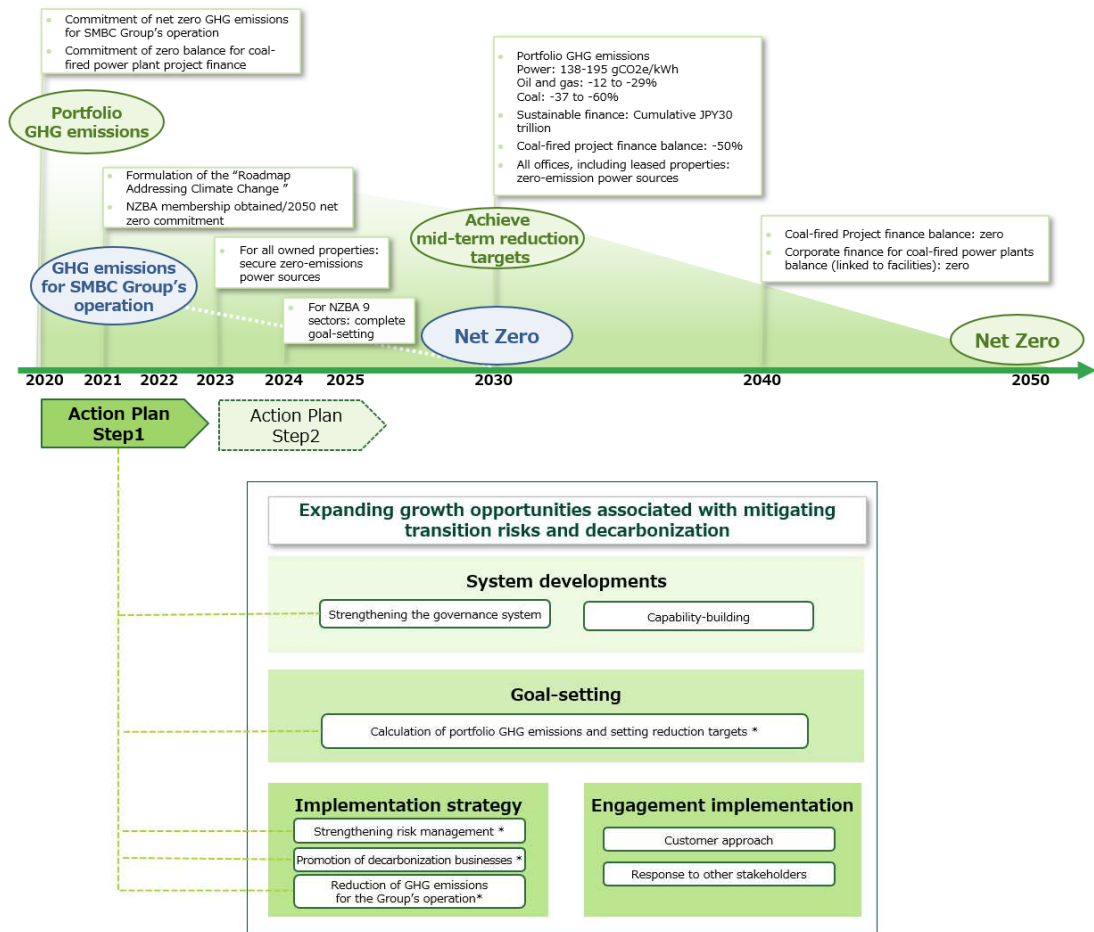 • Commitment of net zero GHG emissions
for SMBC Group's operation
• Commitment of zero balance for coal-
fired power plant project finance
Portfolio
GHG emissions
• Formulation of the “Roadmap
Addressing Climate Change ”
• NZBA membership obtained/2050 net
zero commitment
GHG emissions
for SMBC Group's
operation
• For all owned properties:
secure zero-emissions
power sources
• For NZBA 9
sectors: complete
goal-setting
• Portfolio GHG emissions
Power: 138-195 gCO2e/kWh
Oil and gas: -12 to -29%
Coal: -37 to -60%
• Sustainable finance: Cumulative JPY30
trillion
• Coal-fired project finance balance: -50%
• All offices, including leased properties:
zero-emission power sources
Achieve
mid-term reduction
targets
Net Zero
• Coal-fired Project finance balance: zero
• Corporate finance for coal-fired power plants
balance (linked to facilities): zero
Net Zero
2020 2021 2022 2023 2024 2025 2030 2040 2050
Action Plan
Step1
Action Plan
Step2
Expanding growth opportunities associated with mitigating
transition risks and decarbonization
System developments
Strengthening the governance system
Capability-building
Goal-setting
Calculation of portfolio GHG emissions and setting reduction targets *
Implementation strategy
Strengthening risk management *
Promotion of decarbonization businesses *
Reduction of GHG emissions
for the Group's operation*
Engagement implementation
Customer approach
Response to other stakeholders